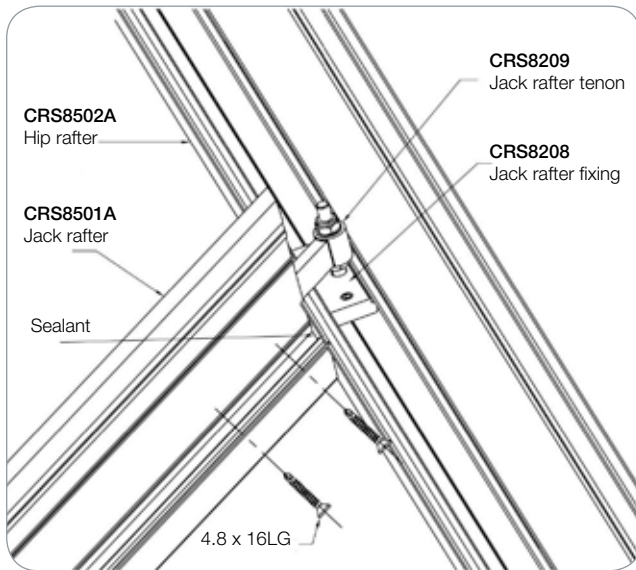 CRS8209
Jack rafter tenon
CRS8502A
Hip rafter
CRS8208
Jack rafter fixing
CRS8501A
Jack rafter
Sealant
4.8 x 16LG